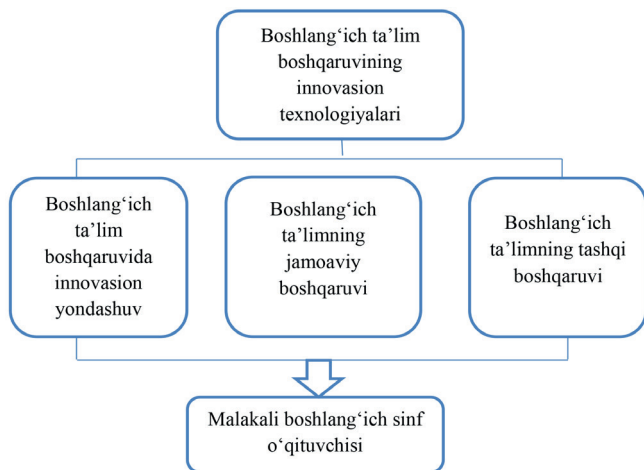 Boshlang‘ich ta’lim
boshqaruvining
innovasion
texnologiyalari
Boshlang‘ich
ta’lim
boshqaruvida
innovasion
yondashuv
Boshlang‘ich
ta’limning
jamoaviy
boshqaruvi
Boshlang‘ich
ta’limning tashqi
boshqaruvi
Malakali boshlang‘ich sinf
o‘qituvchisi